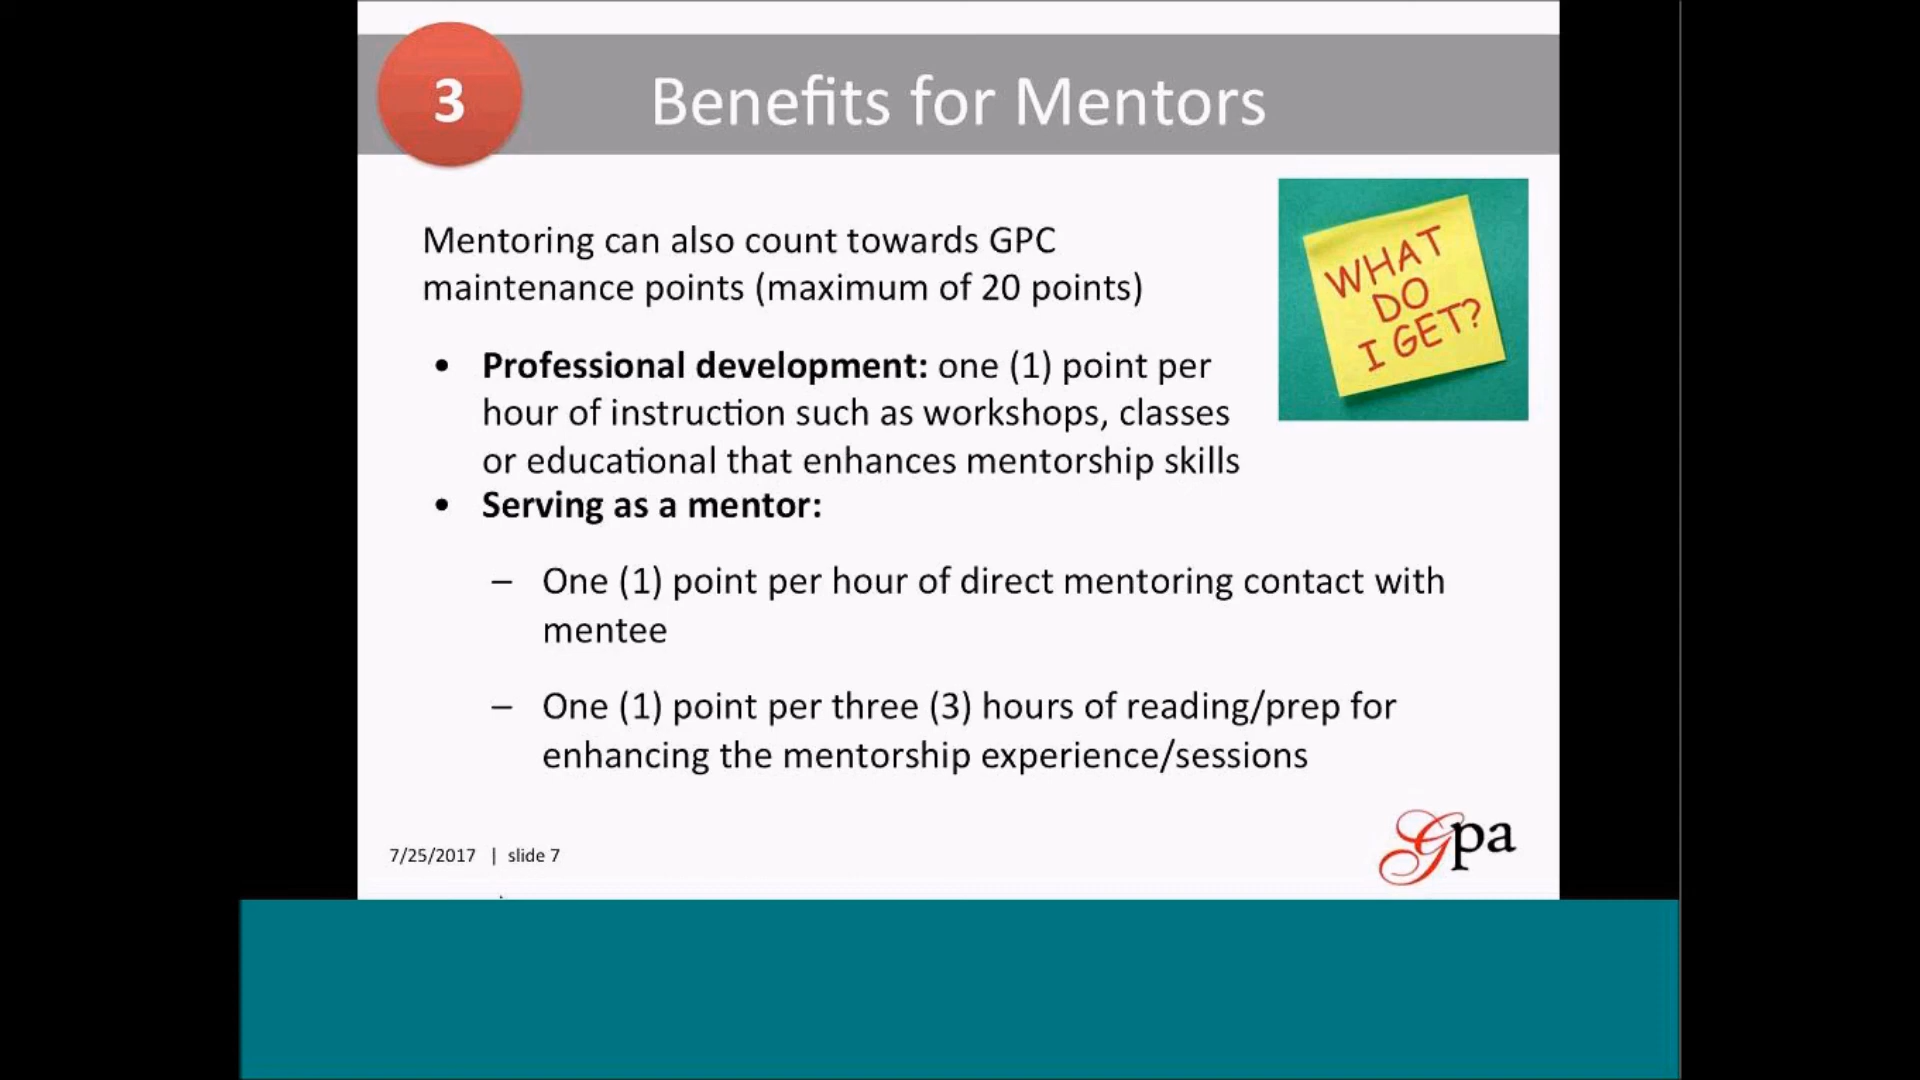 3
Benefits for Mentors
Mentoring can also count towards GPC
maintenance points (maximum of 20 points)
WHAT
DO
I GET?
• Professional development: one (1) point per
hour of instruction such as workshops, classes
or educational that enhances mentorship skills
• Serving as a mentor:
– One (1) point per hour of direct mentoring contact with
mentee
– One (1) point per three (3) hours of reading/prep for
enhancing the mentorship experience/sessions
7/25/2017 | slide 7
Gpa